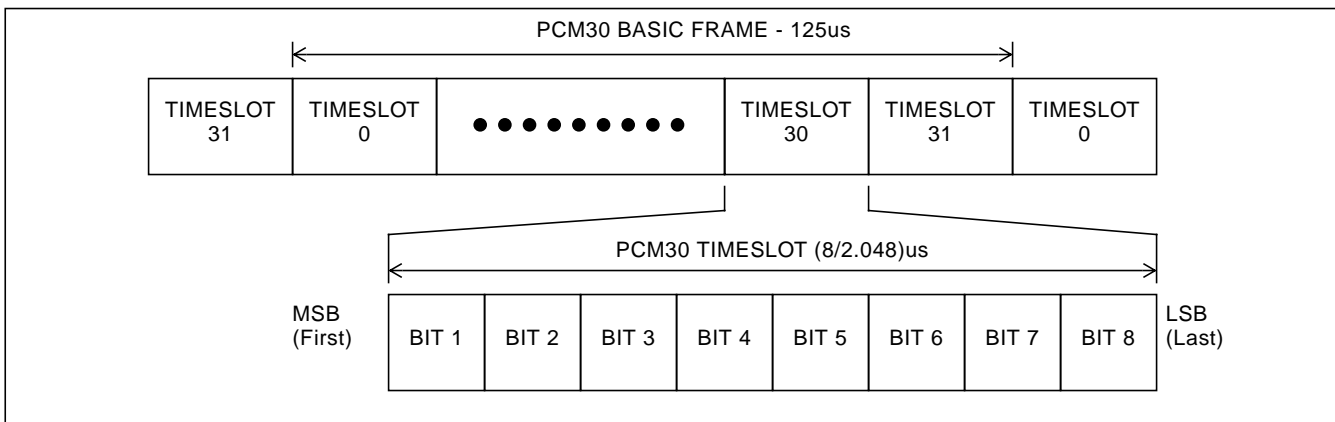 PCM30 BASIC FRAME - 125us
TIMESLOT 31
TIMESLOT 0
TIMESLOT 30
TIMESLOT 31
TIMESLOT 0
PCM30 TIMESLOT (8/2.048)us
MSB (First)
BIT 1
BIT 2
BIT 3
BIT 4
BIT 5
BIT 6
BIT 7
BIT 8
LSB (Last)